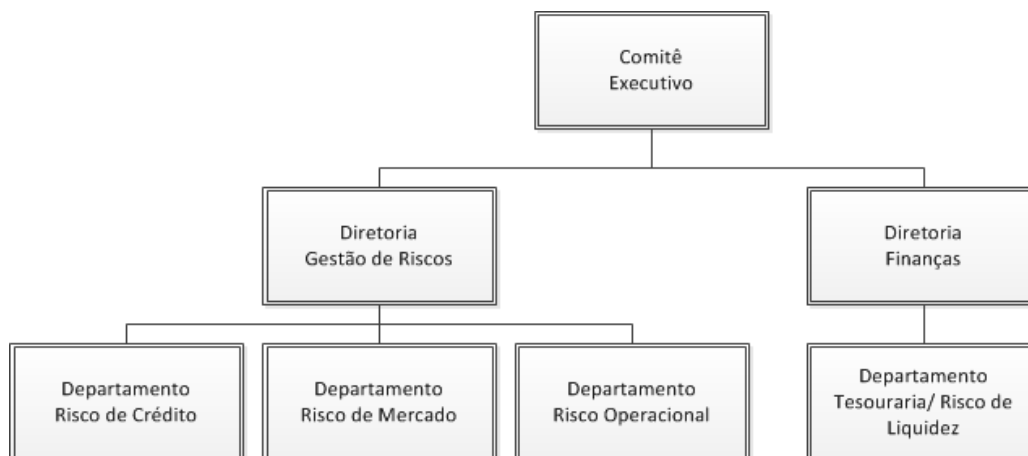 Comitê
Executivo
Diretoria
Gestão de Riscos
Diretoria
Finanças
Departamento
Risco de Crédito
Departamento
Risco de Mercado
Departamento
Risco Operacional
Departamento
Tesouraria/ Risco de
Liquidez